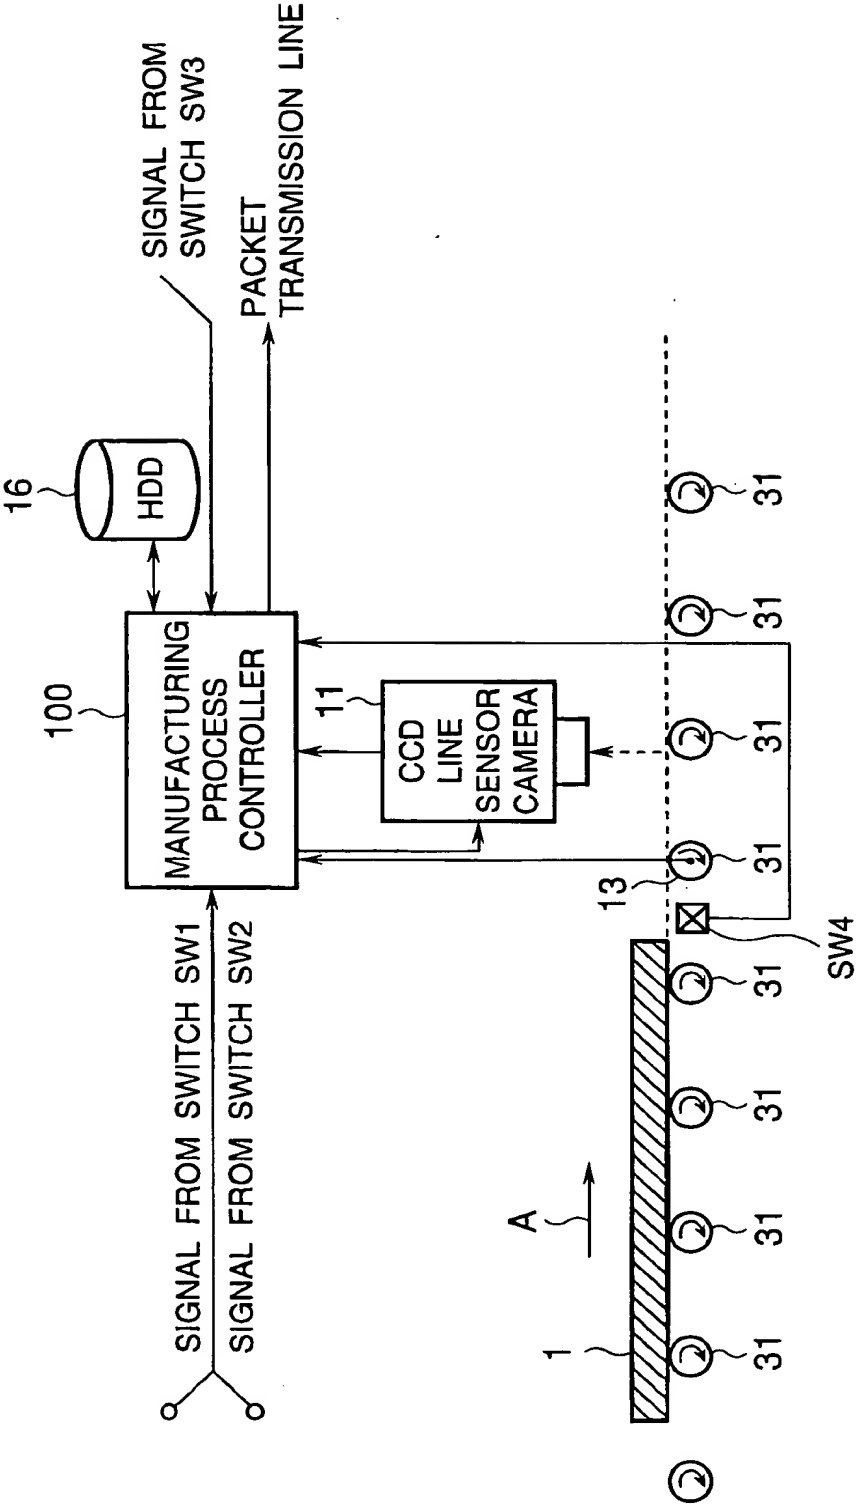 SIGNAL FROM
SWITCH SW3
PACKET
TRANSMISSION LINE
16
HDD
100
MANUFACTURING
PROCESS
CONTROLLER
11
CCD
LINE
SENSOR
CAMERA
SIGNAL FROM SWITCH SW1
SIGNAL FROM SWITCH SW2
A
1
13
SW4
31
31
31
31
31
31
31
31